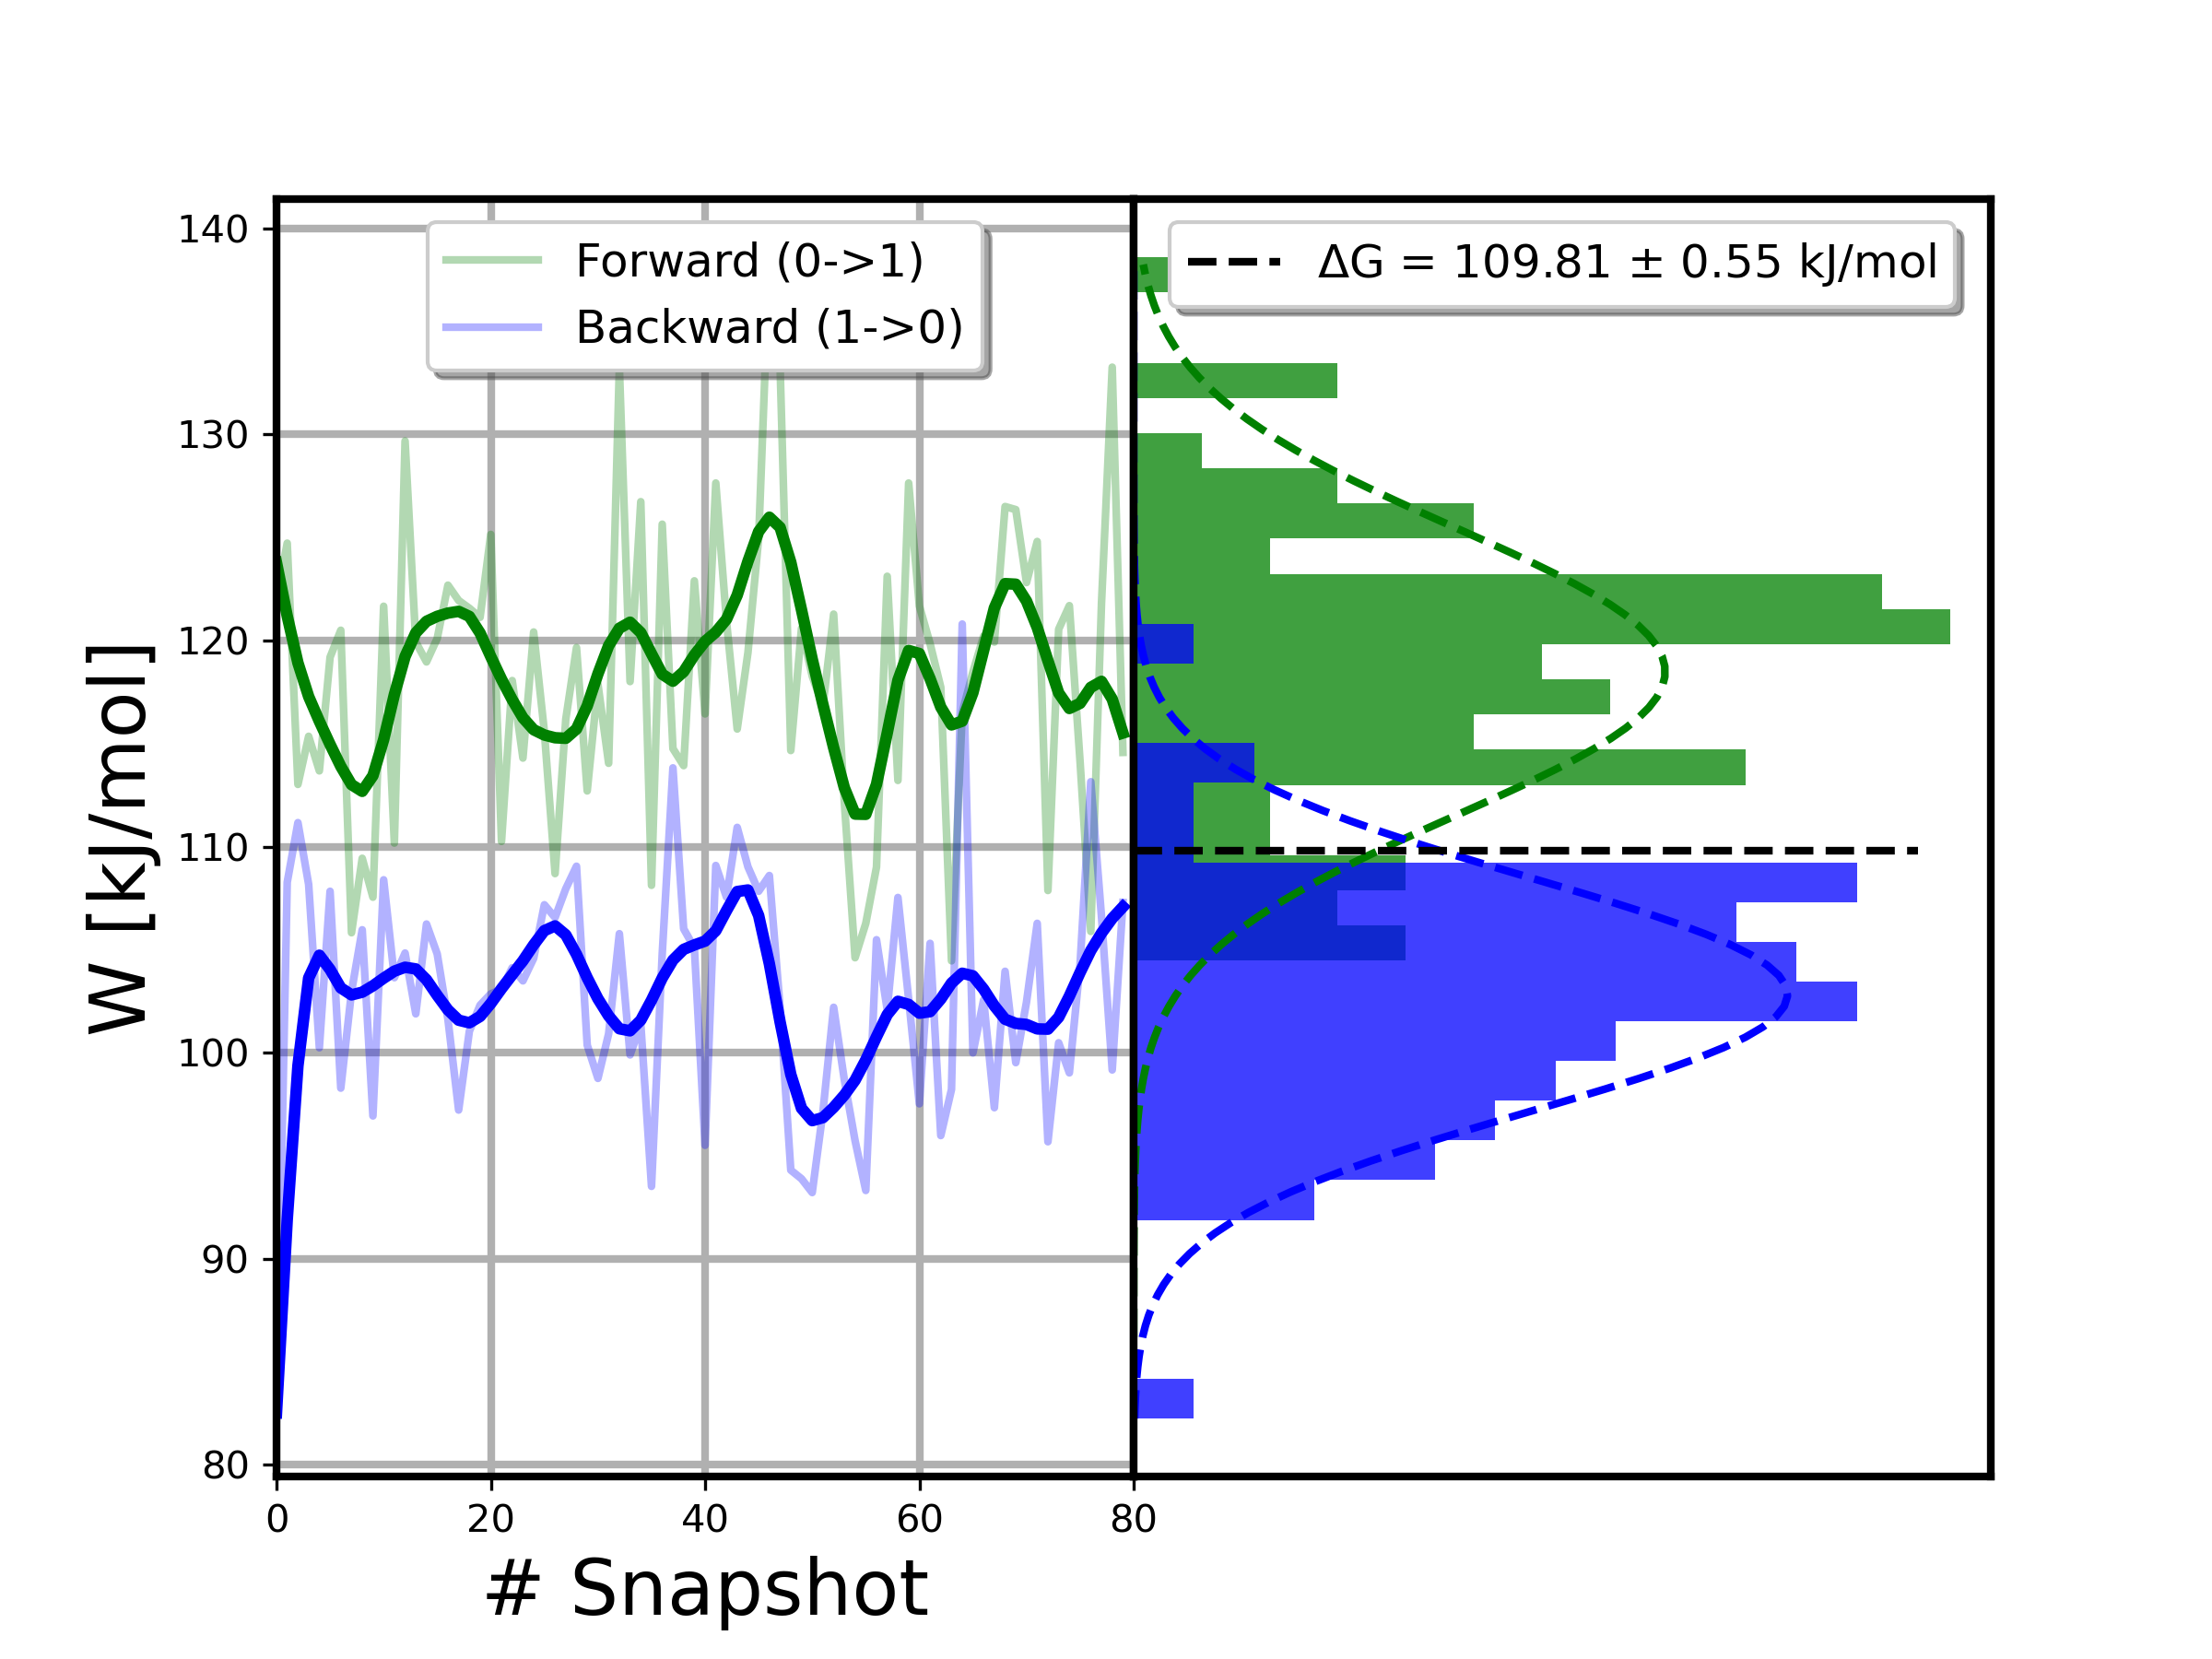 Forward (0->1)
Backward (1->0)
ΔG = 109.81 ± 0.55 kJ/mol
W [kJ/mol]
140
130
120
110
100
90
80
0 20 40 60 80
# Snapshot